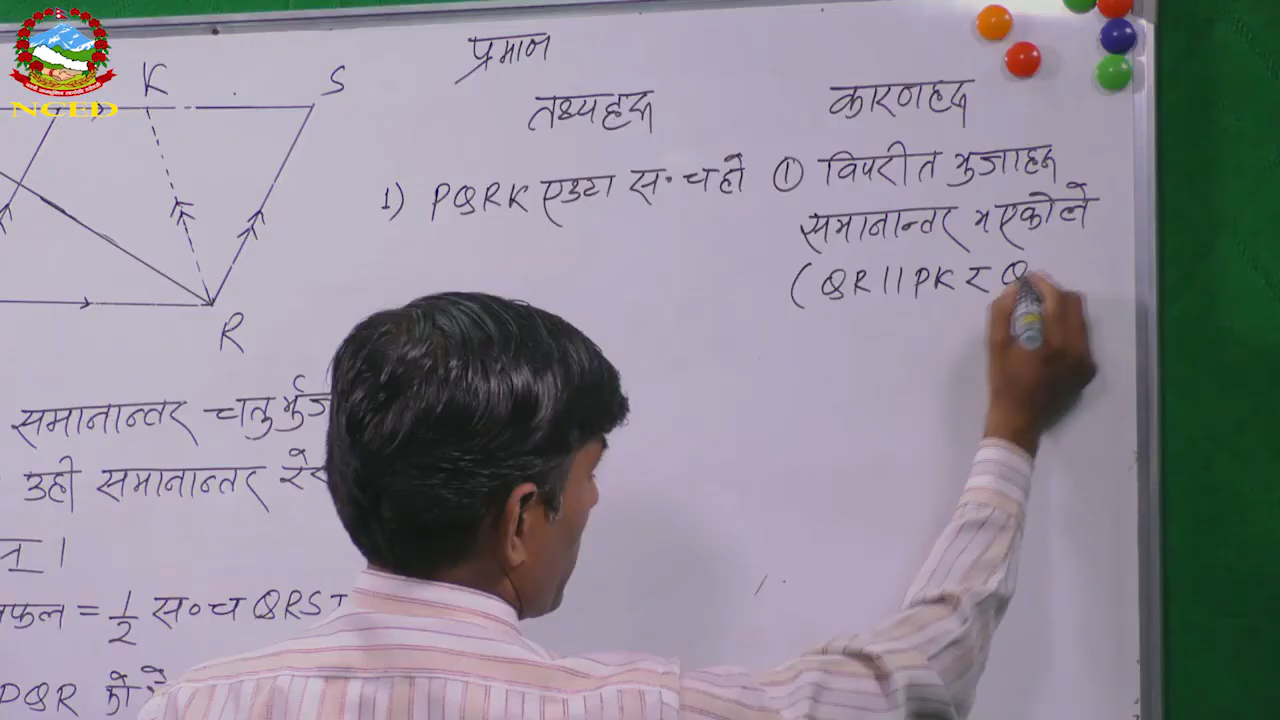 NCED
K
S
R
प्रमान
तथ्यहरू
कारणहरू
1) PQRK एउटा स.च हो
① विपरीत भुजाहरू
समानान्तर भएकोले
( QR || PK र Q
समानान्तर चतुर्भुज
उही समानान्तर
= 1/2 स॰च QRST
PQR को